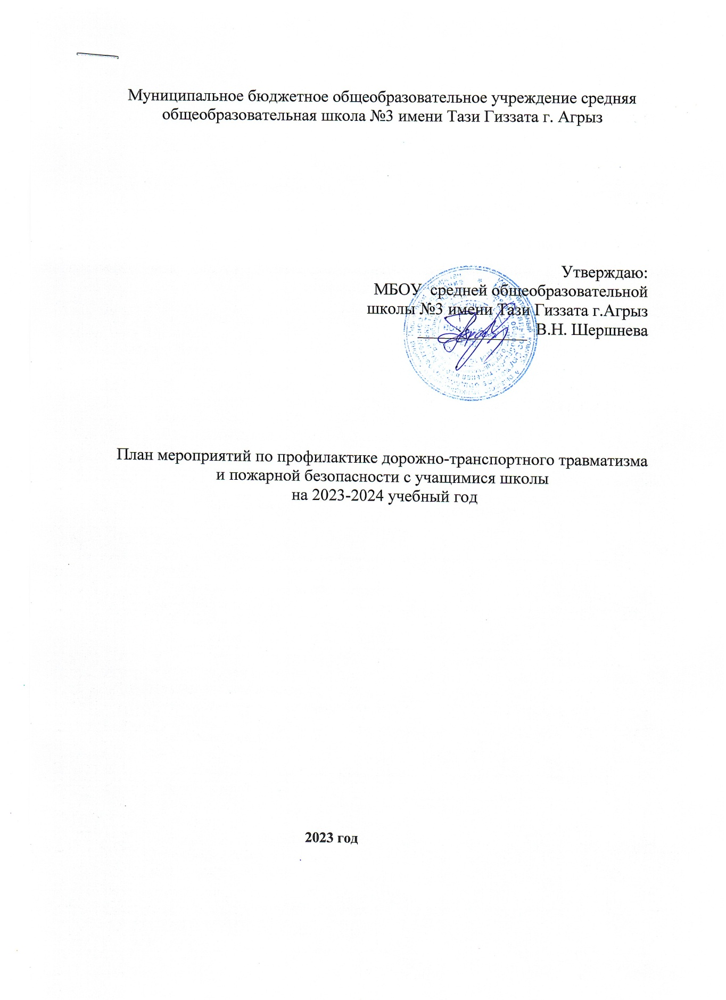 Муниципальное бюджетное общеобразовательное учреждение средняя
общеобразовательная школа №3 имени Тази Гиззата г. Агрыз
Утверждаю:
МБОУ средней общеобразовательной
школы №3 имени Тази Гиззата г.Агрыз
В.Н. Шершнева
План мероприятий по профилактике дорожно-транспортного травматизма
и пожарной безопасности с учащимися школы
на 2023-2024 учебный год
2023 год